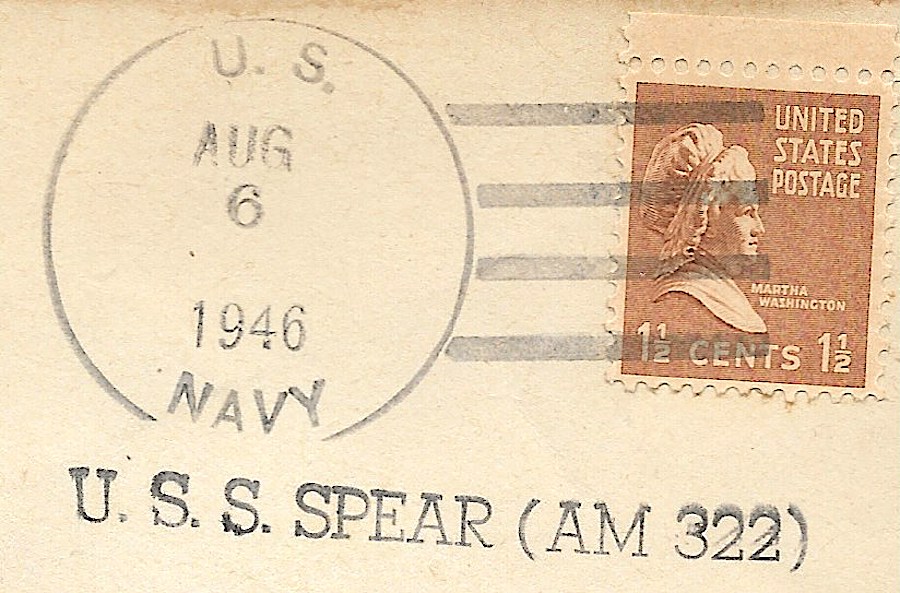 U. S.
AUG
6
1946
NAVY
UNITED
STATES
POSTAGE
MARTHA
WASHINGTON
1½ CENTS 1½
U. S. S. SPEAR (AM 322)